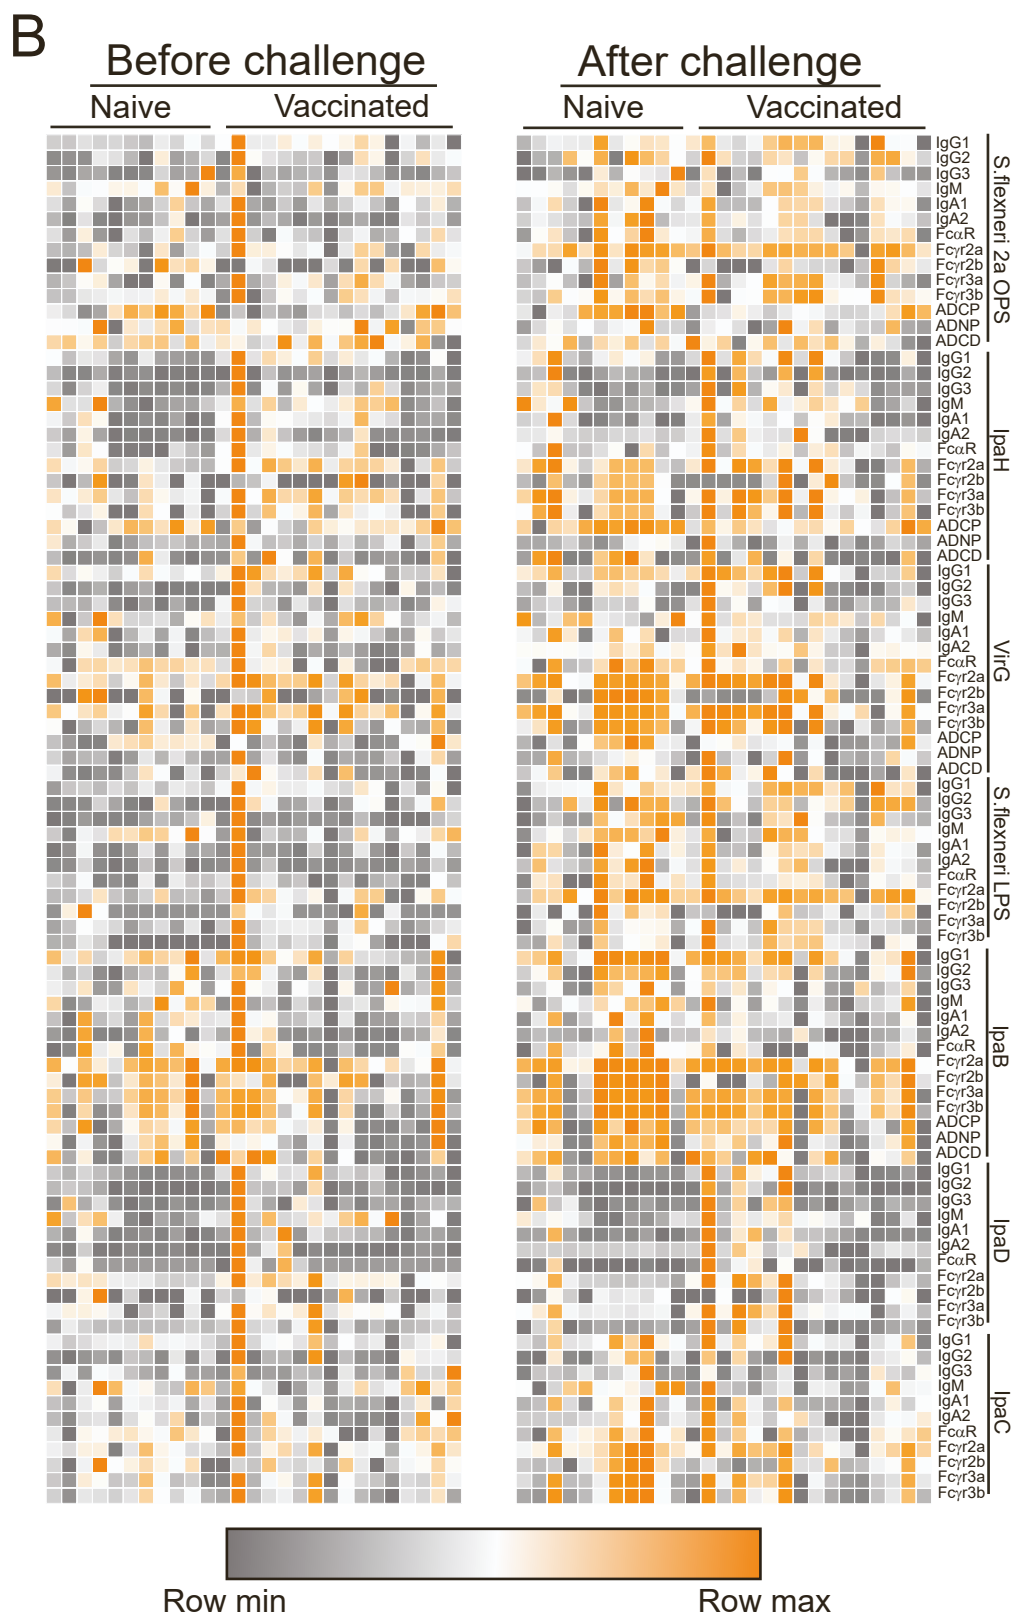 B
Before challenge
After challenge
Naive
Vaccinated
Naive
Vaccinated
IgG1
IgG2
IgG3
IgM
IgA1
IgA2
FcαR
Fcγr2a
Fcγr2b
Fcγr3a
Fcγr3b
ADCP
ADNP
ADCD
S.flexneri 2a OPS
IgG1
IgG2
IgG3
IgM
IgA1
IgA2
FcαR
Fcγr2a
Fcγr2b
Fcγr3a
Fcγr3b
ADCP
ADNP
ADCD
IpaH
IgG1
IgG2
IgG3
IgM
IgA1
IgA2
FcαR
Fcγr2a
Fcγr2b
Fcγr3a
Fcγr3b
ADCP
ADNP
ADCD
VirG
IgG1
IgG2
IgG3
IgM
IgA1
IgA2
FcαR
Fcγr2a
Fcγr2b
Fcγr3a
Fcγr3b
S.flexneri LPS
IgG1
IgG2
IgG3
IgM
IgA1
IgA2
FcαR
Fcγr2a
Fcγr2b
Fcγr3a
Fcγr3b
ADCP
ADNP
ADCD
IpaB
IgG1
IgG2
IgG3
IgM
IgA1
IgA2
FcαR
Fcγr2a
Fcγr2b
Fcγr3a
Fcγr3b
IpaD
IgG1
IgG2
IgG3
IgM
IgA1
IgA2
FcαR
Fcγr2a
Fcγr2b
Fcγr3a
Fcγr3b
IpaC
Row min
Row max